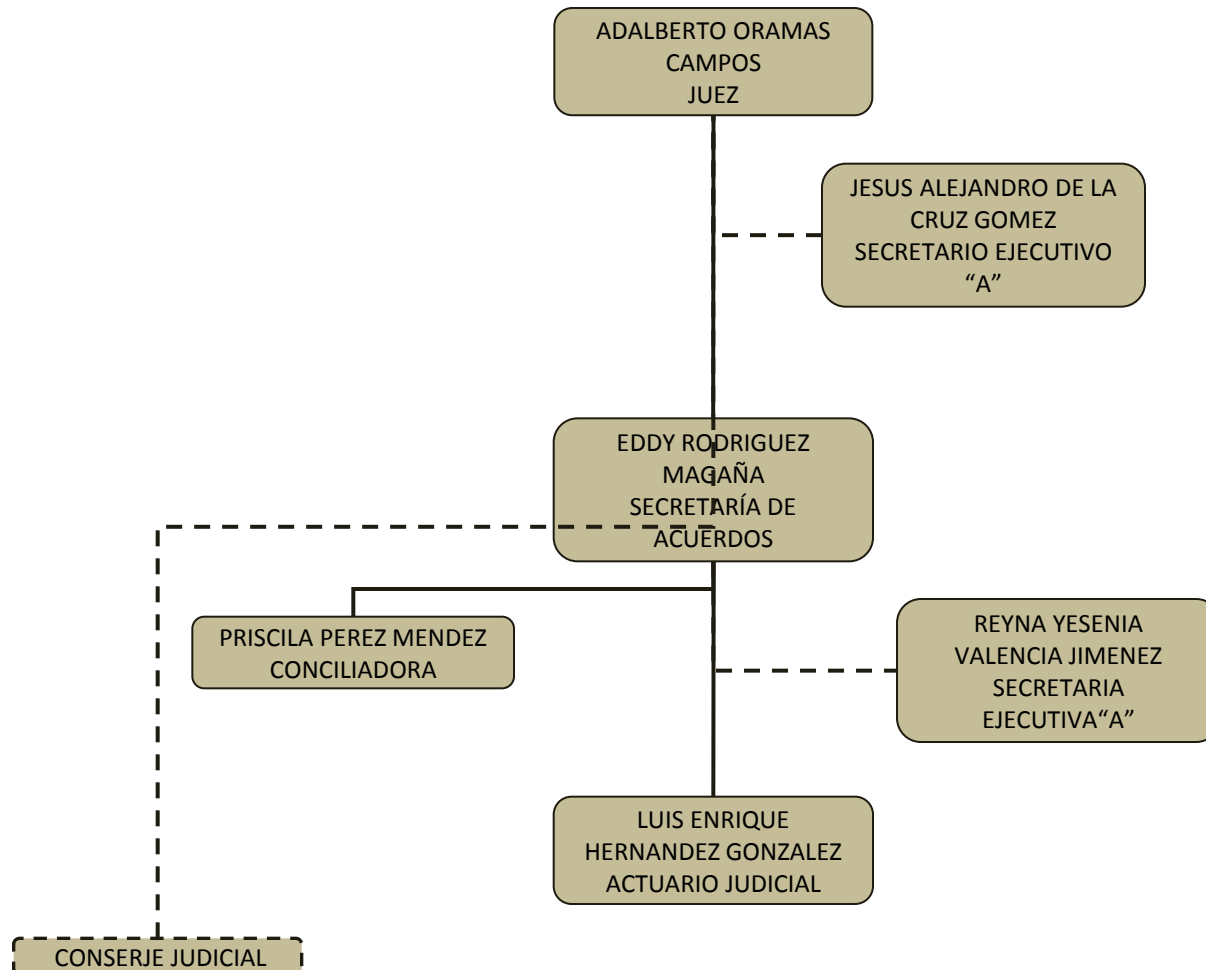 ADALBERTO ORAMAS
CAMPOS
JUEZ
JESUS ALEJANDRO DE LA
CRUZ GOMEZ
SECRETARIO EJECUTIVO
“A”
EDDY RODRIGUEZ
MAGAÑA
SECRETARÍA DE
ACUERDOS
PRISCILA PEREZ MENDEZ
CONCILIADORA
REYNA YESENIA
VALENCIA JIMENEZ
SECRETARIA
EJECUTIVA“A”
LUIS ENRIQUE
HERNANDEZ GONZALEZ
ACTUARIO JUDICIAL
CONSERJE JUDICIAL